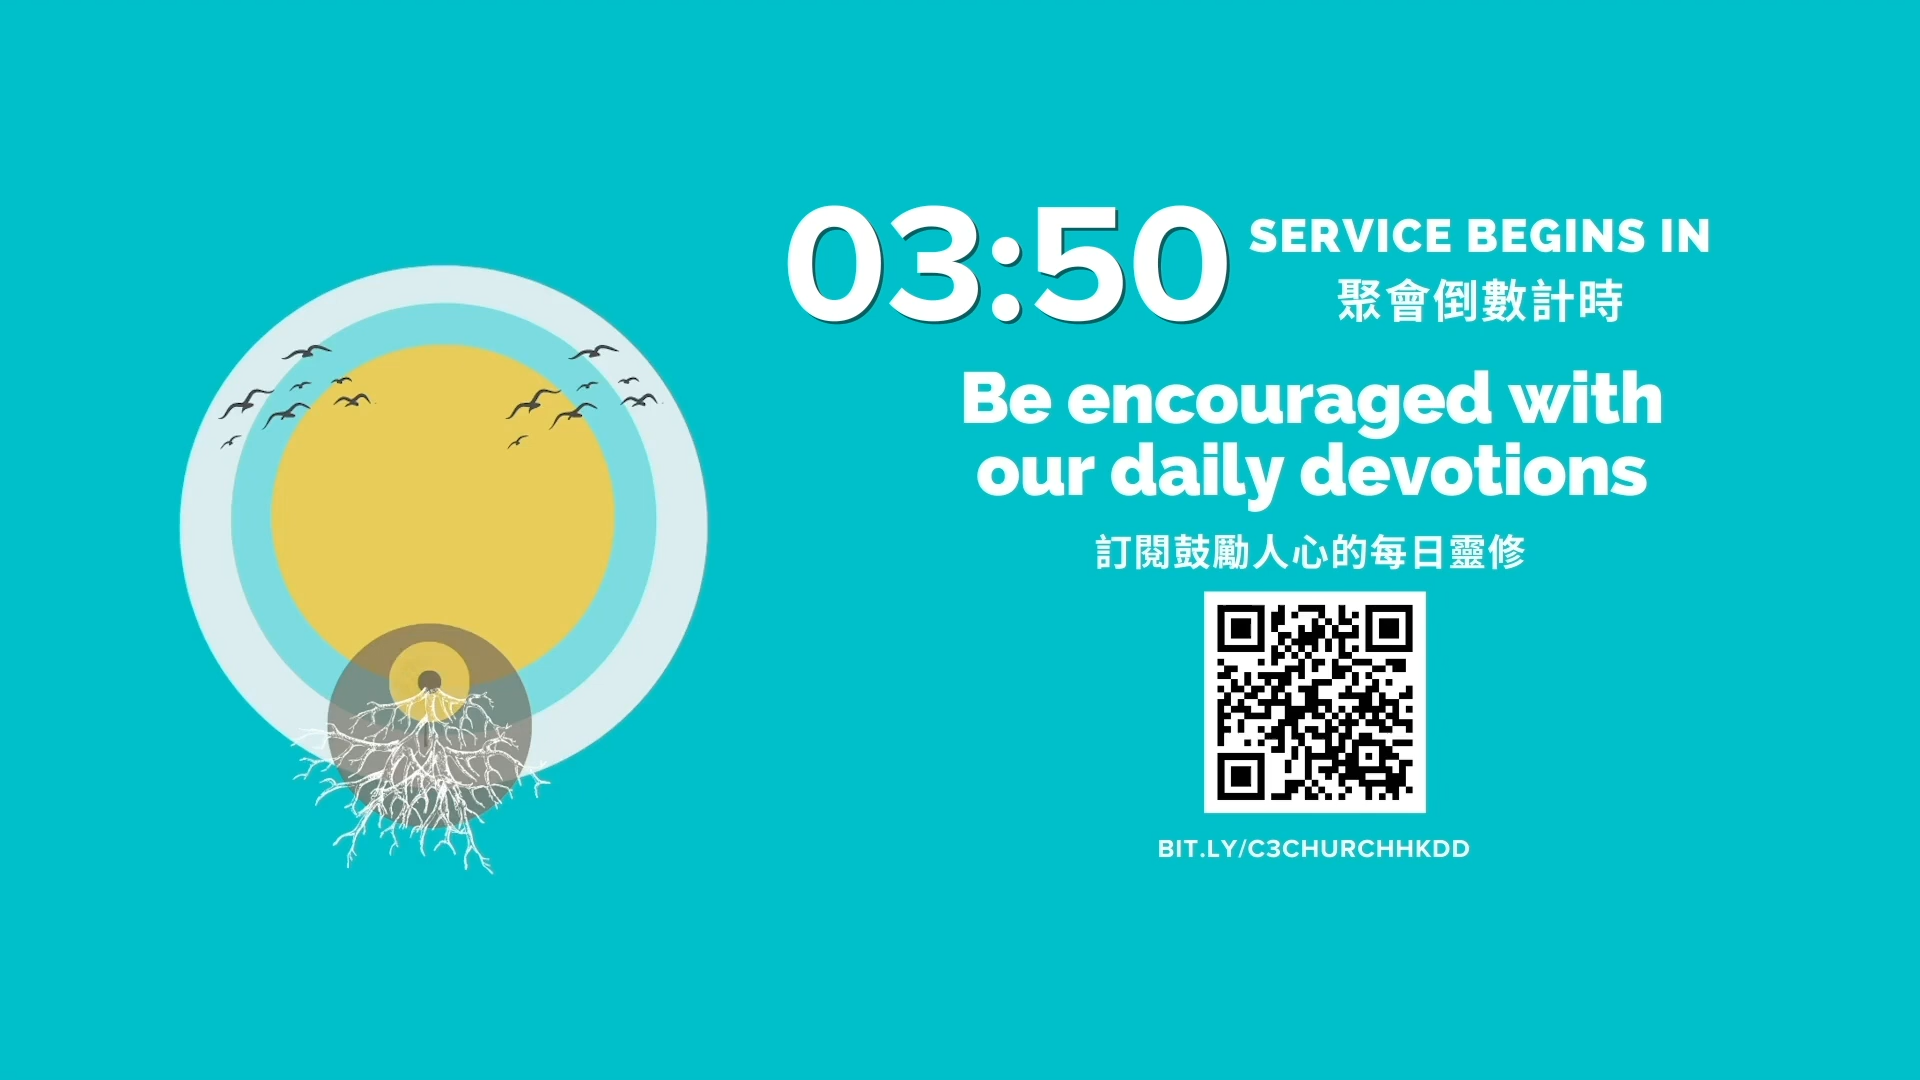 03:50
SERVICE BEGINS IN
聚會倒數計時
Be encouraged with
our daily devotions
訂閱鼓勵人心的每日靈修
BIT.LY/C3CHURCHHKDD